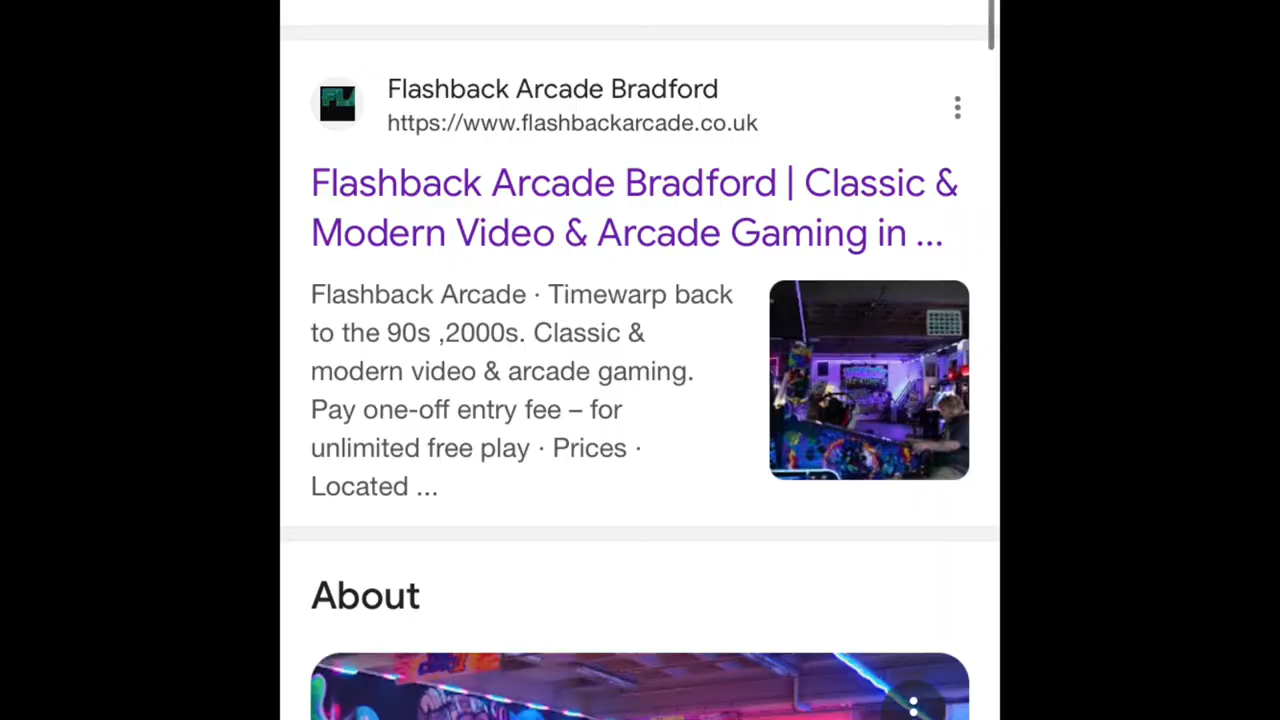 Flashback Arcade Bradford
https://www.flashbackarcade.co.uk
Flashback Arcade Bradford | Classic &
Modern Video & Arcade Gaming in ...
Flashback Arcade · Timewarp back
to the 90s ,2000s. Classic &
modern video & arcade gaming.
Pay one-off entry fee – for
unlimited free play · Prices ·
Located ...
About